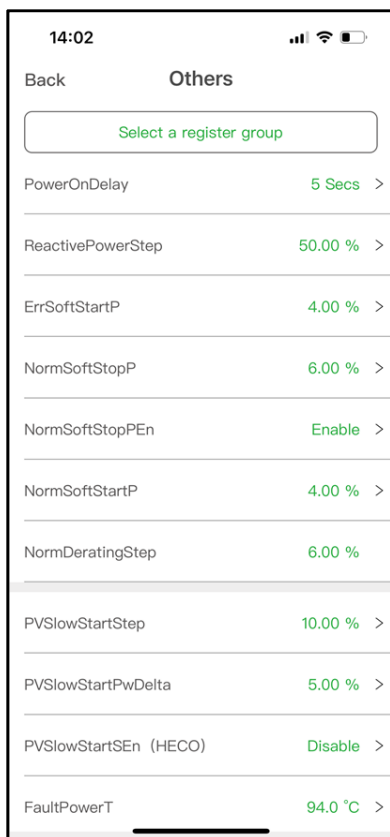 14:02
Back Others
Select a register group
PowerOnDelay 5 Secs >
ReactivePowerStep 50.00 % >
ErrSoftStartP 4.00 % >
NormSoftStopP 6.00 % >
NormSoftStopPEn Enable >
NormSoftStartP 4.00 % >
NormDeratingStep 6.00 %
PVSlowStartStep 10.00 % >
PVSlowStartPwDelta 5.00 % >
PVSlowStartSEn（HECO） Disable >
FaultPowerT 94.0 °C >